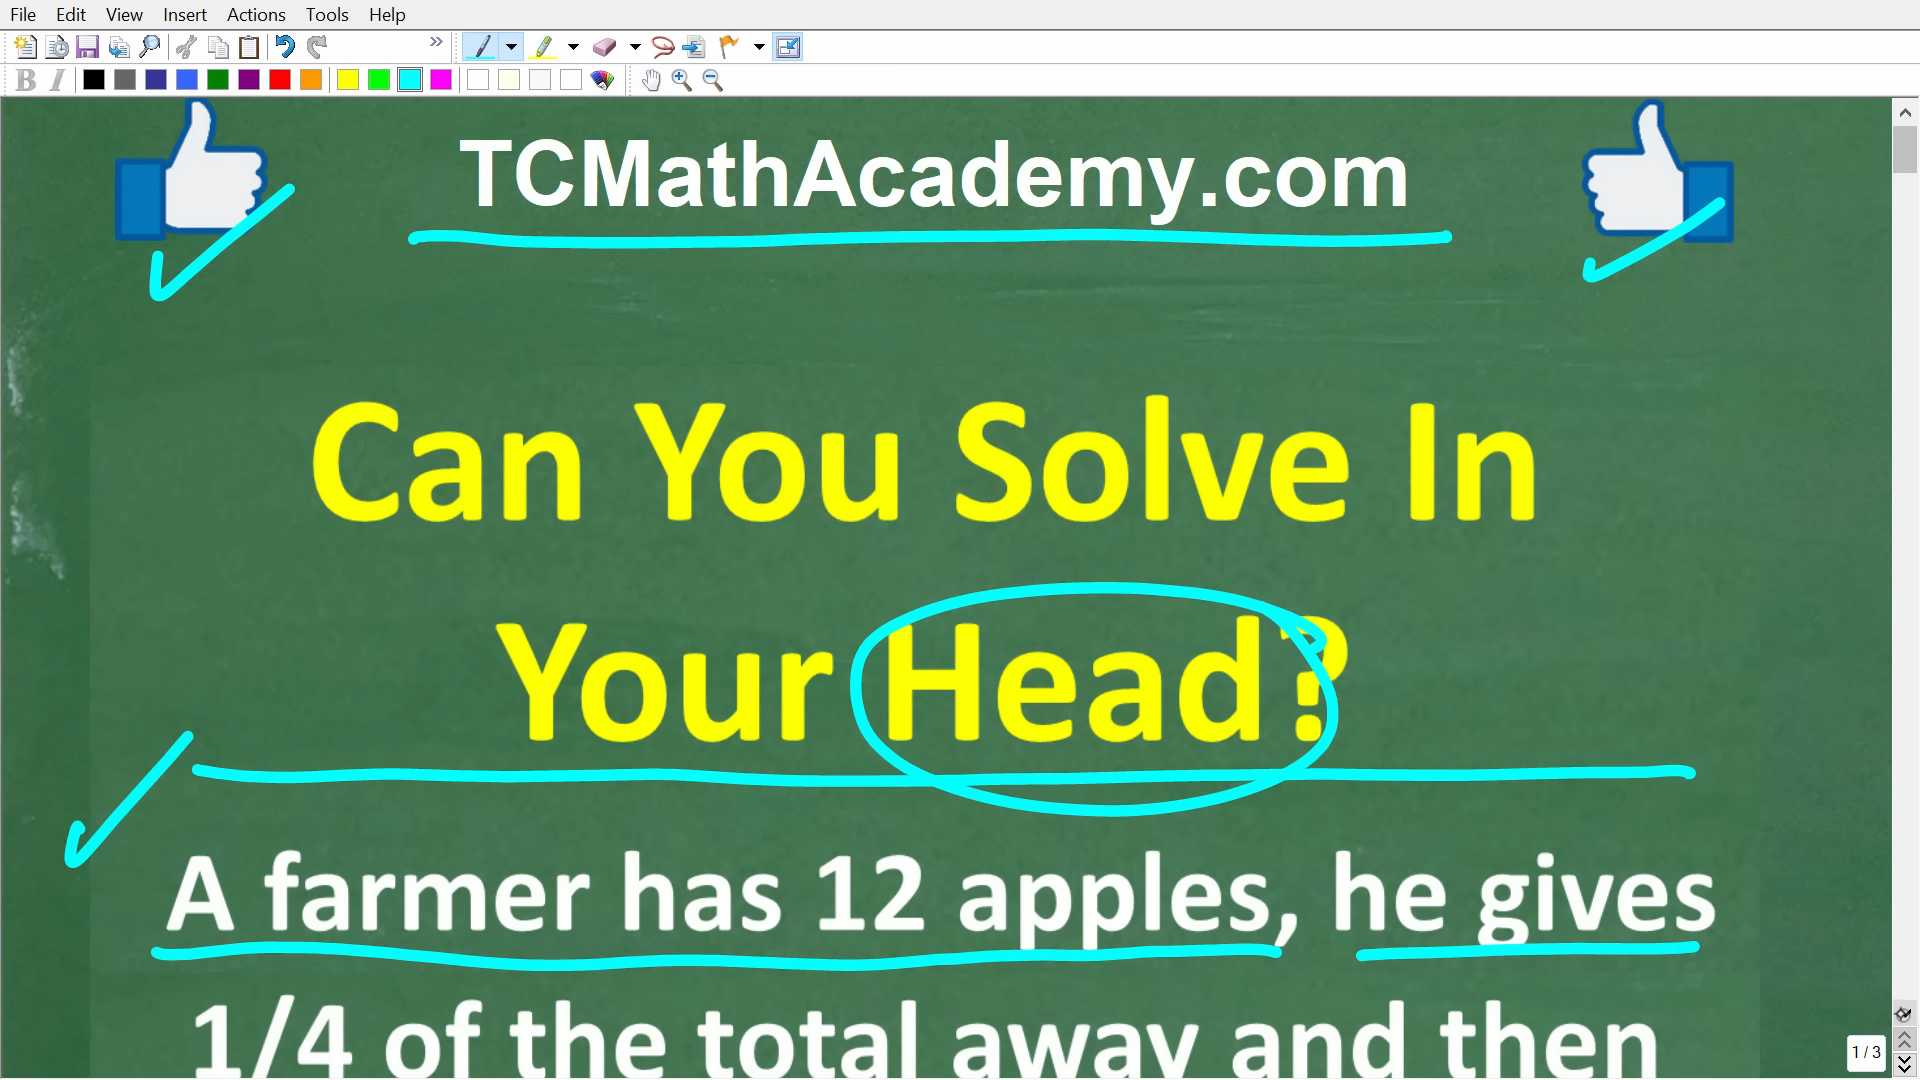 File Edit View Insert Actions Tools Help
B I
TCMathAcademy.com
Can You Solve In
Your Head?
A farmer has 12 apples, he gives
1/4 of the total away and then
1 / 3